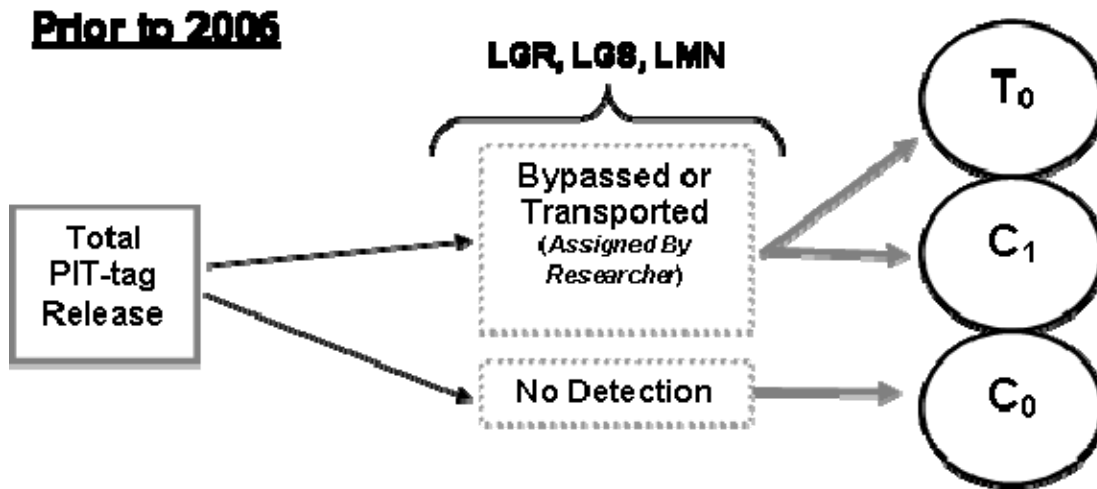 Prior to 2006
LGR, LGS, LMN
Total
PIT-tag
Release
Bypassed or
Transported
(Assigned By
Researcher)
No Detection
T₀
C₁
C₀